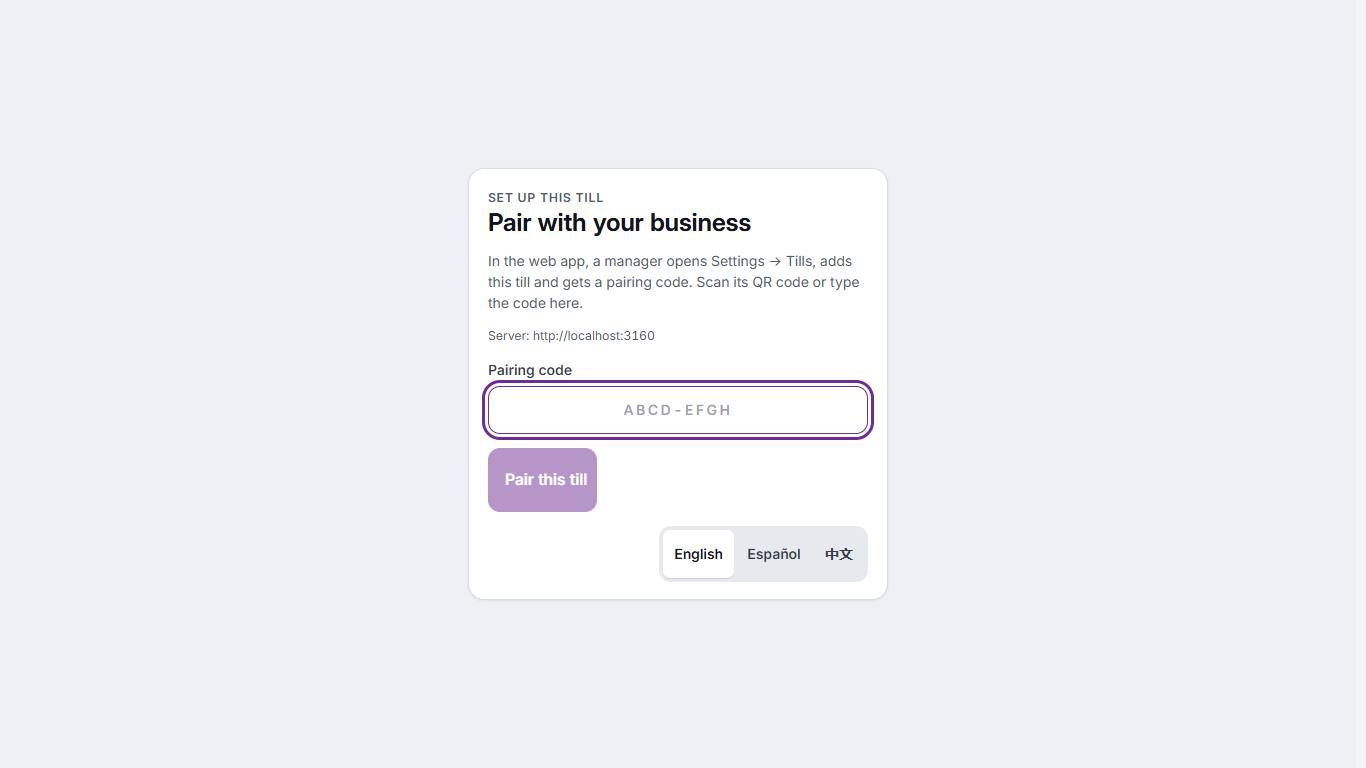 SET UP THIS TILL
Pair with your business
In the web app, a manager opens Settings → Tills, adds
this till and gets a pairing code. Scan its QR code or type
the code here.
Server: http://localhost:3160
Pairing code
ABCD-EFGH
Pair this till
English Español 中文